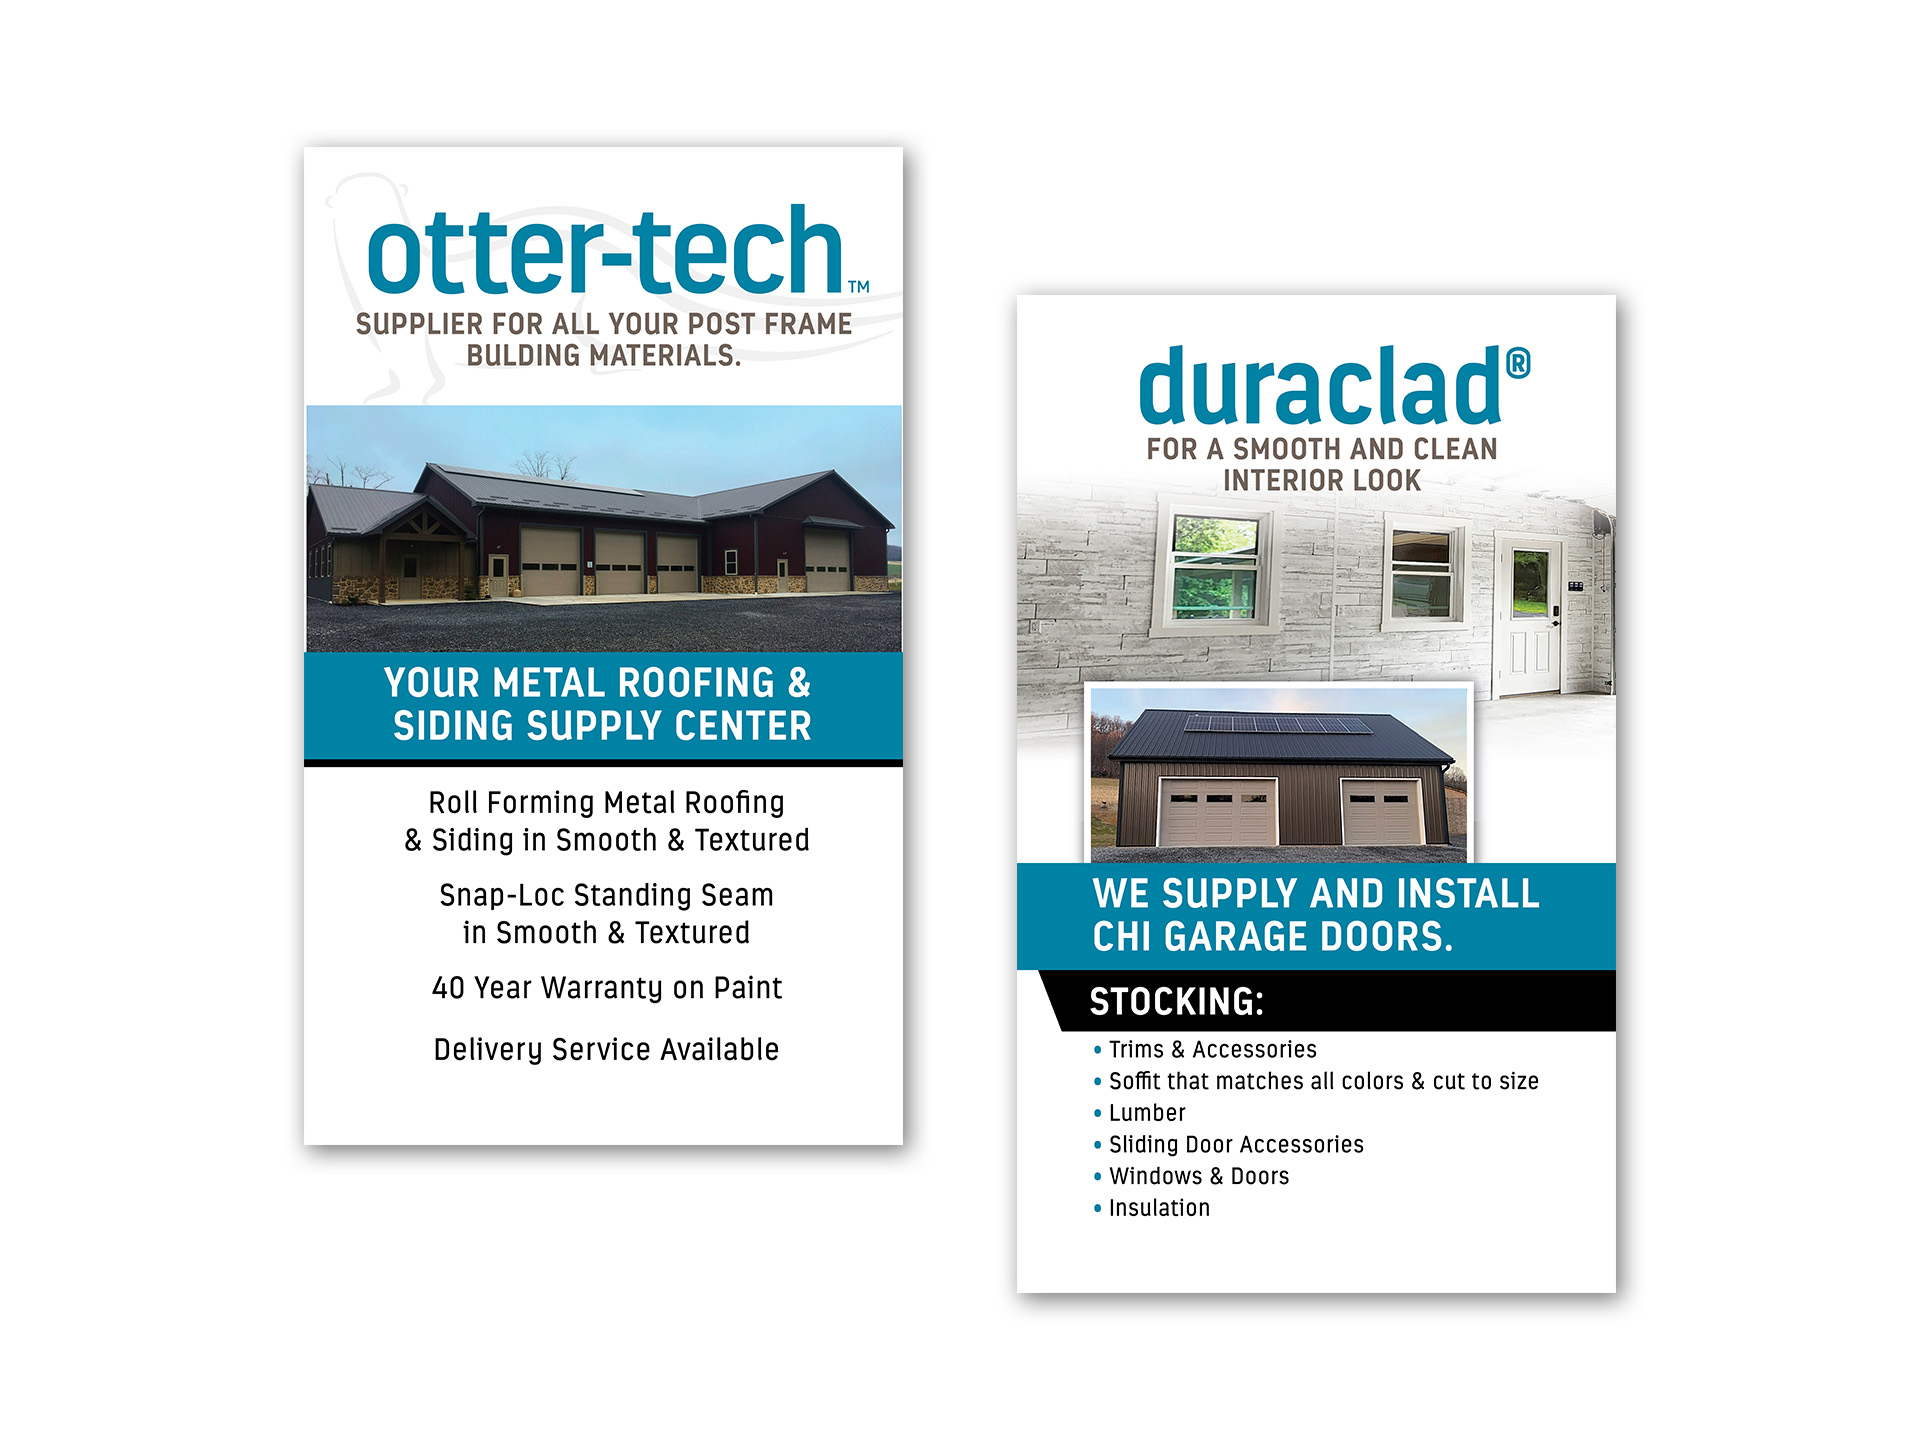 otter-tech™
SUPPLIER FOR ALL YOUR POST FRAME
BULDING MATERIALS.
YOUR METAL ROOFING &
SIDING SUPPLY CENTER
Roll Forming Metal Roofing
& Siding in Smooth & Textured
Snap-Loc Standing Seam
in Smooth & Textured
40 Year Warranty on Paint
Delivery Service Available
duraclad®
FOR A SMOOTH AND CLEAN
INTERIOR LOOK
WE SUPPLY AND INSTALL
CHI GARAGE DOORS.
STOCKING:
• Trims & Accessories
• Soffit that matches all colors & cut to size
• Lumber
• Sliding Door Accessories
• Windows & Doors
• Insulation